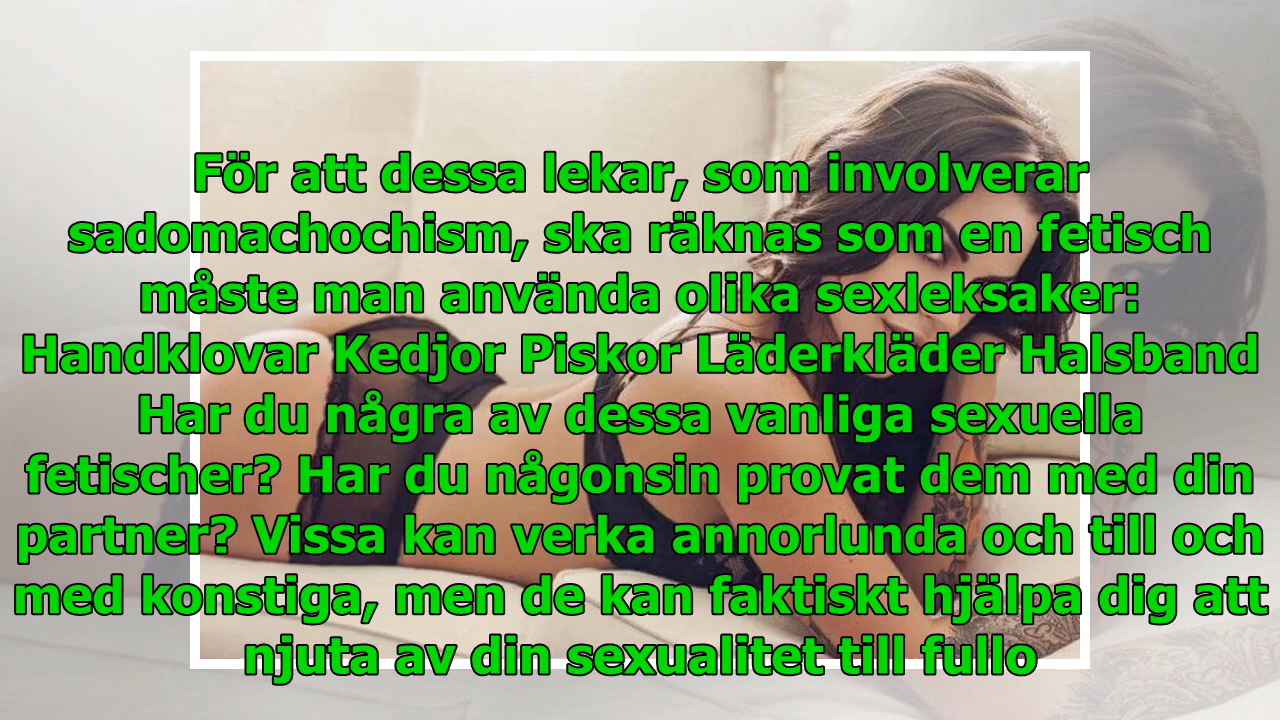 För att dessa lekar, som involverar
sadomachochism, ska räknas som en fetisch
måste man använda olika sexleksaker:
Handklovar Kedjor Piskor Läderkläder Halsband
Har du några av dessa vanliga sexuella
fetischer? Har du någonsin provat dem med din
partner? Vissa kan verka annorlunda och till och
med konstiga, men de kan faktiskt hjälpa dig att
njuta av din sexualitet till fullo